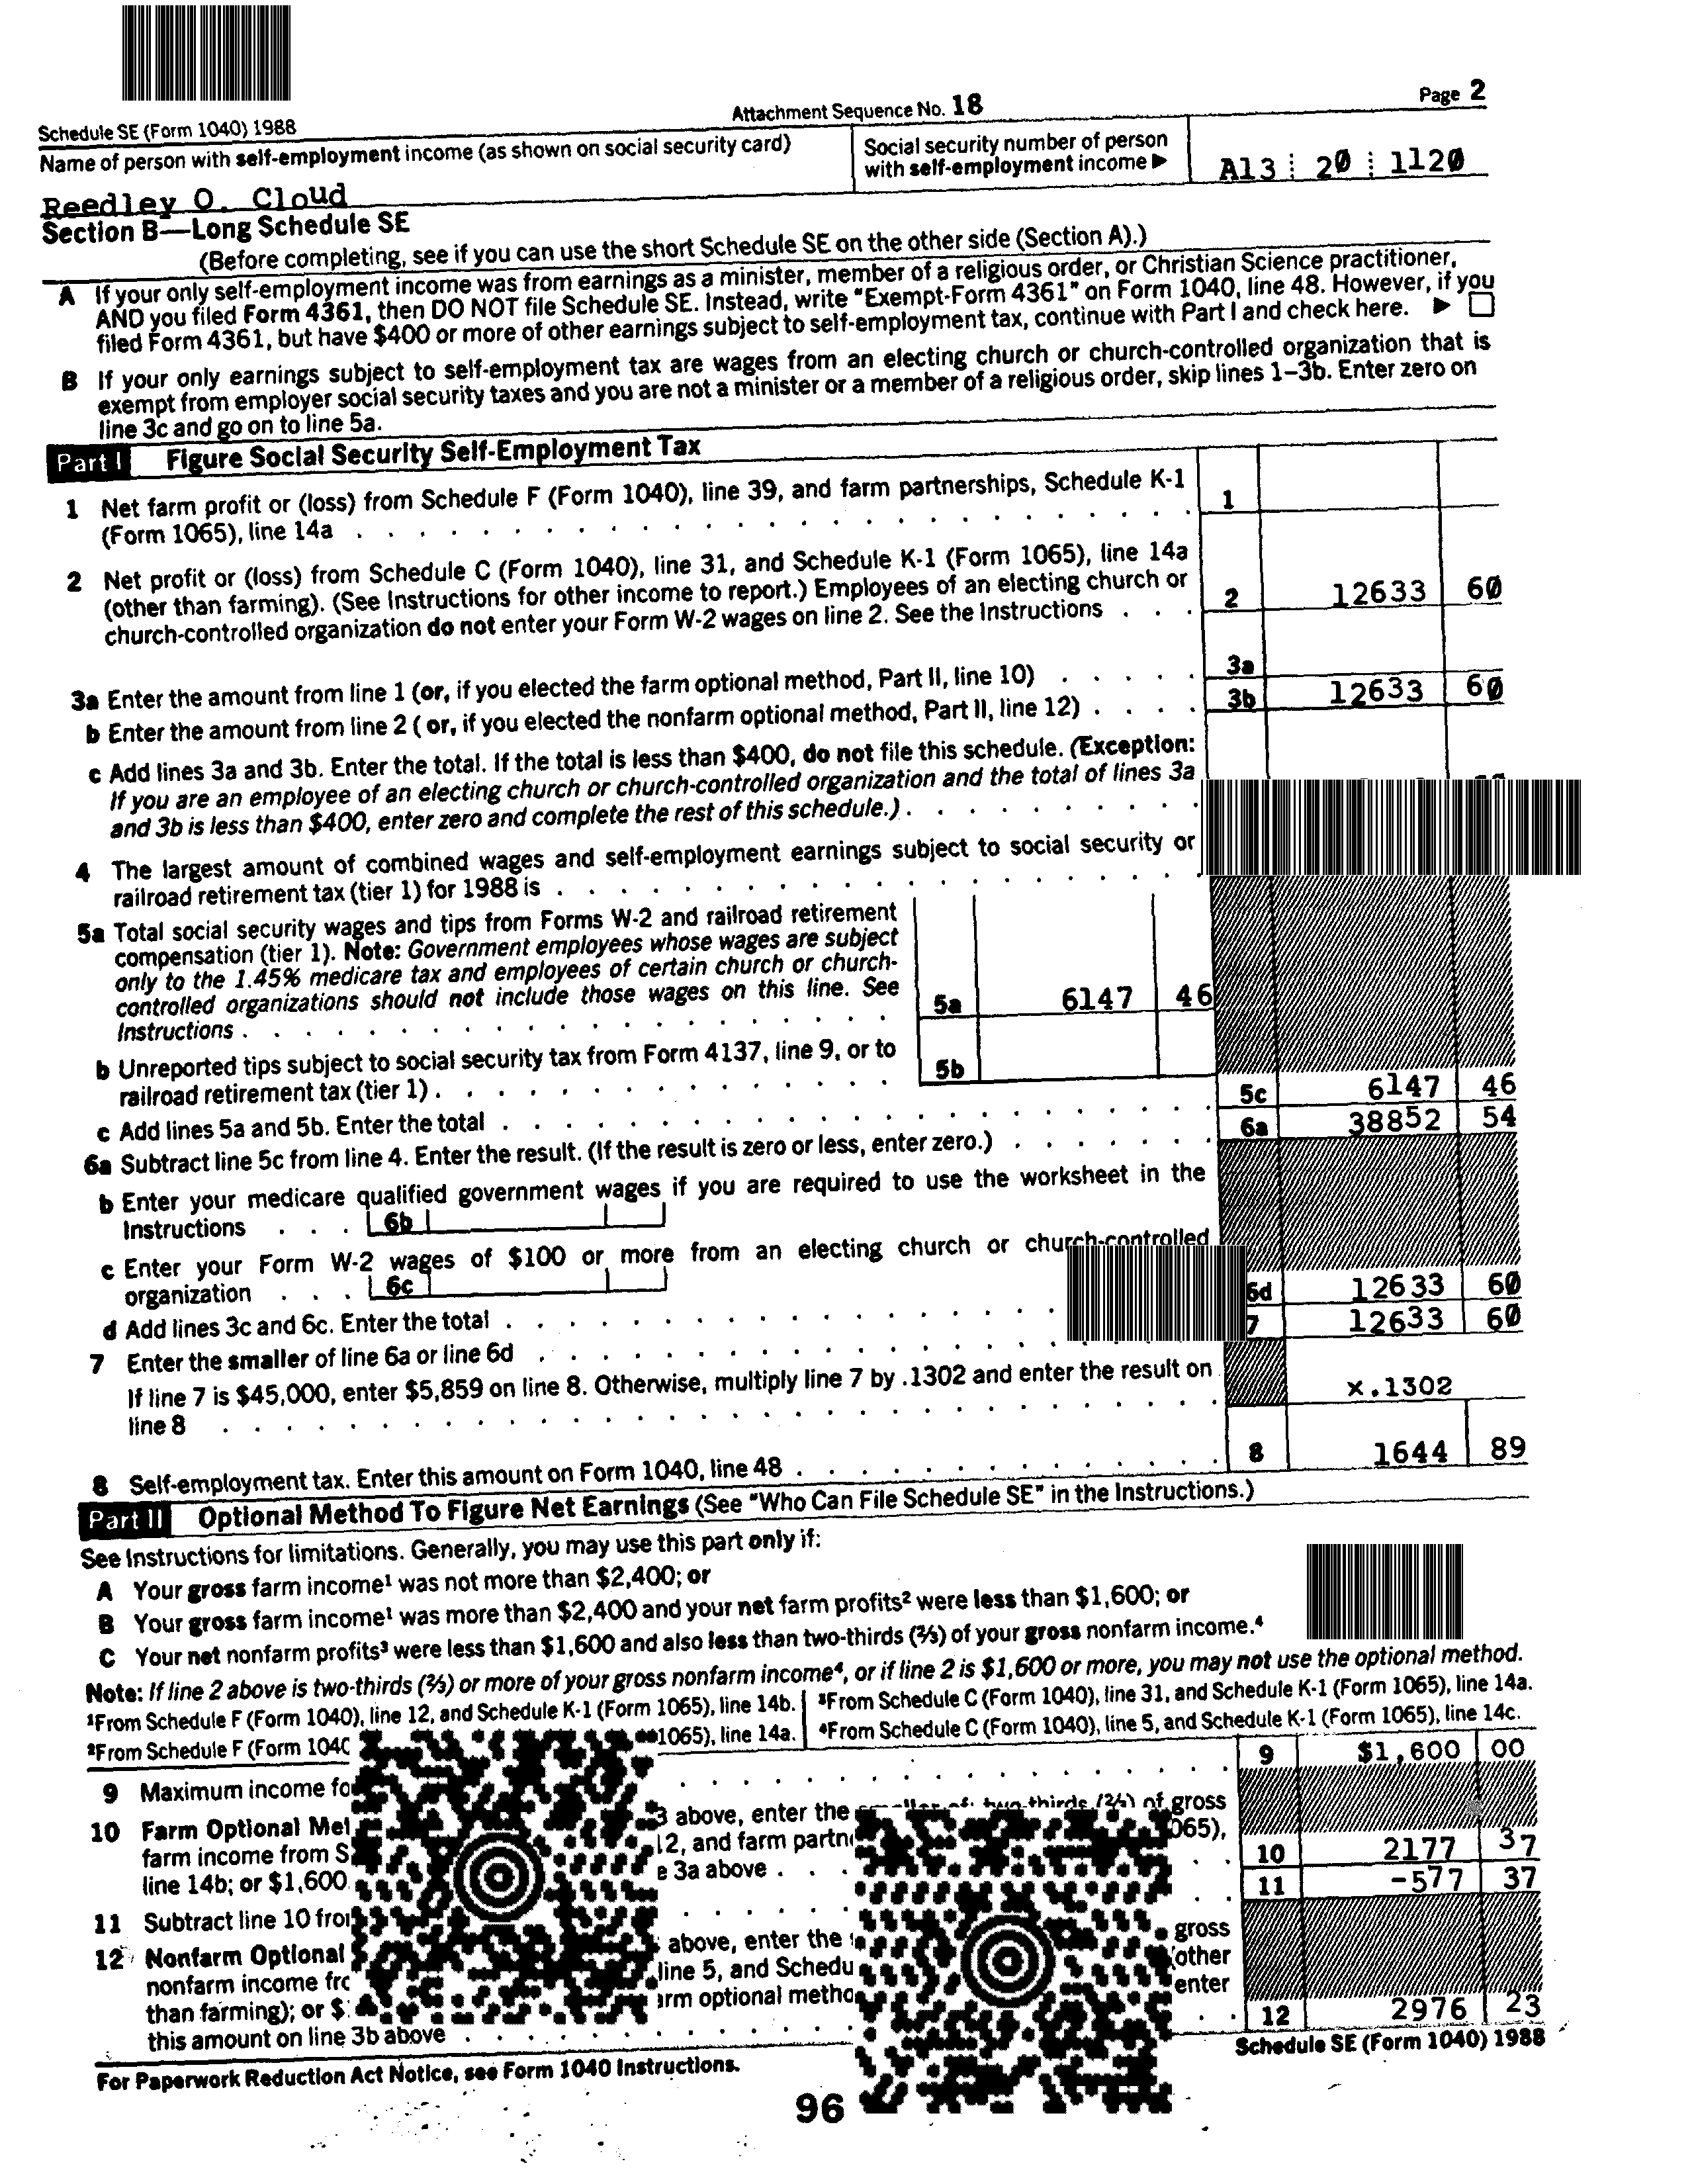 Schedule SE (Form 1040) 1988
Attachment Sequence No. 18
Page 2
Name of person with self-employment income (as shown on social security card)
Social security number of person
with self-employment income ▶
A13 20 1120
Reedley O. Cloud
Section B—Long Schedule SE
(Before completing, see if you can use the short Schedule SE on the other side (Section A).)
A If your only self-employment income was from earnings as a minister, member of a religious order, or Christian Science practitioner,
AND you filed Form 4361, then DO NOT file Schedule SE. Instead, write "Exempt-Form 4361" on Form 1040, line 48. However, if you
filed Form 4361, but have $400 or more of other earnings subject to self-employment tax, continue with Part I and check here. ▶
B If your only earnings subject to self-employment tax are wages from an electing church or church-controlled organization that is
exempt from employer social security taxes and you are not a minister or a member of a religious order, skip lines 1–3b. Enter zero on
line 3c and go on to line 5a.
Part I Figure Social Security Self-Employment Tax
1 Net farm profit or (loss) from Schedule F (Form 1040), line 39, and farm partnerships, Schedule K-1
(Form 1065), line 14a . . . 1
2 Net profit or (loss) from Schedule C (Form 1040), line 31, and Schedule K-1 (Form 1065), line 14a
(other than farming). (See Instructions for other income to report.) Employees of an electing church or
church-controlled organization do not enter your Form W-2 wages on line 2. See the Instructions . . . 2 12633 60
3a Enter the amount from line 1 (or, if you elected the farm optional method, Part II, line 10) . . . 3a
b Enter the amount from line 2 ( or, if you elected the nonfarm optional method, Part II, line 12) . . . 3b 12633 60
c Add lines 3a and 3b. Enter the total. If the total is less than $400, do not file this schedule. (Exception:
If you are an employee of an electing church or church-controlled organization and the total of lines 3a
and 3b is less than $400, enter zero and complete the rest of this schedule.) . . .
4 The largest amount of combined wages and self-employment earnings subject to social security or
railroad retirement tax (tier 1) for 1988 is . . .
5a Total social security wages and tips from Forms W-2 and railroad retirement
compensation (tier 1). Note: Government employees whose wages are subject
only to the 1.45% medicare tax and employees of certain church or church-
controlled organizations should not include those wages on this line. See
Instructions . . . 5a 6147 46
b Unreported tips subject to social security tax from Form 4137, line 9, or to
railroad retirement tax (tier 1) . . . 5b
c Add lines 5a and 5b. Enter the total . . . 5c 6147 46
6a Subtract line 5c from line 4. Enter the result. (If the result is zero or less, enter zero.) . . . 6a 38852 54
b Enter your medicare qualified government wages if you are required to use the worksheet in the
Instructions . . . 6b
c Enter your Form W-2 wages of $100 or more from an electing church or church-controlled
organization . . . 6c
d Add lines 3c and 6c. Enter the total . . . 6d 12633 60
7 Enter the smaller of line 6a or line 6d . . . 7 12633 60
If line 7 is $45,000, enter $5,859 on line 8. Otherwise, multiply line 7 by .1302 and enter the result on
line 8 . . . x.1302
8 Self-employment tax. Enter this amount on Form 1040, line 48 . . . 8 1644 89
Part II Optional Method To Figure Net Earnings (See "Who Can File Schedule SE" in the Instructions.)
See Instructions for limitations. Generally, you may use this part only if:
A Your gross farm income¹ was not more than $2,400; or
B Your gross farm income¹ was more than $2,400 and your net farm profits² were less than $1,600; or
C Your net nonfarm profits³ were less than $1,600 and also less than two-thirds (⅔) of your gross nonfarm income.⁴
Note: If line 2 above is two-thirds (⅔) or more of your gross nonfarm income⁴, or if line 2 is $1,600 or more, you may not use the optional method.
¹From Schedule F (Form 1040), line 12, and Schedule K-1 (Form 1065), line 14b.
³From Schedule C (Form 1040), line 31, and Schedule K-1 (Form 1065), line 14a.
²From Schedule F (Form 1040 1065), line 14a.
⁴From Schedule C (Form 1040), line 5, and Schedule K-1 (Form 1065), line 14c.
9 Maximum income . . . 9 $1,600 00
10 Farm Optional above, enter the two-thirds (⅔) of gross
farm income from 12, and farm 1065),
line 14b; or $1,600 3a above . . . 10 2177 37
11 Subtract line 10 . . . 11 -577 37
12 Nonfarm Optional above, enter the gross
nonfarm income line 5, and other
than farming); or optional enter
this amount on line 3b above . . . 12 2976 23
Schedule SE (Form 1040) 1988
For Paperwork Reduction Act Notice, see Form 1040 Instructions.
96